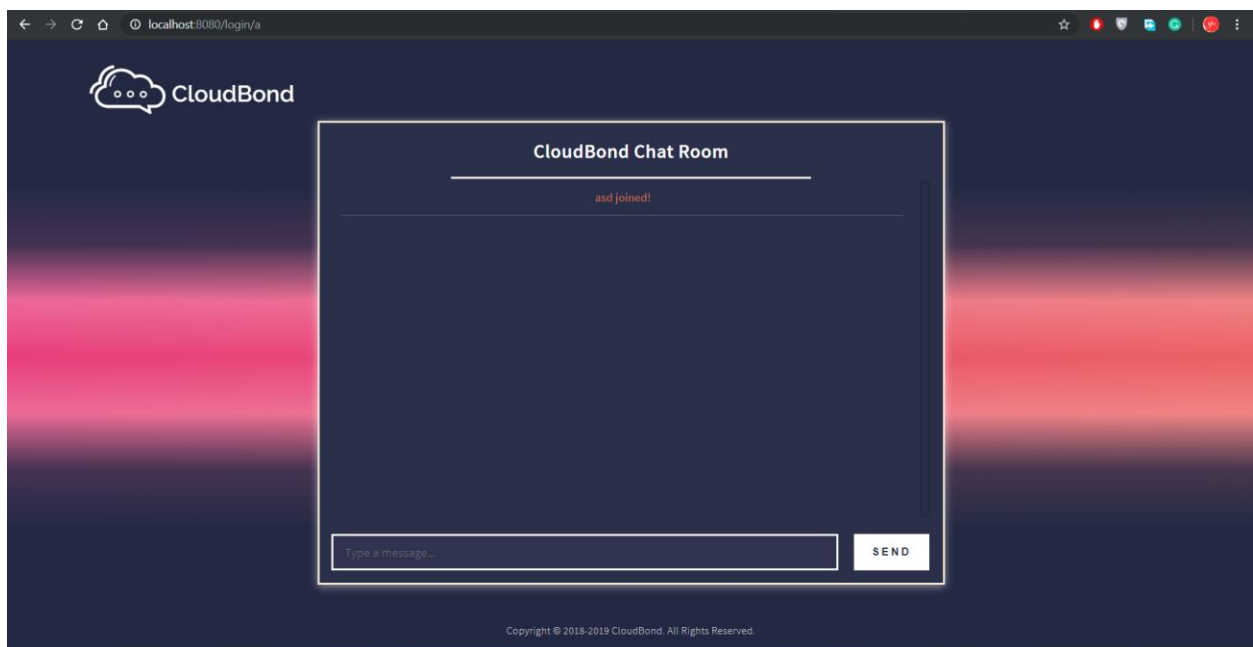 localhost:8080/login/a
CloudBond
CloudBond Chat Room
asd joined!
Type a message...
SEND
Copyright © 2018-2019 CloudBond. All Rights Reserved.